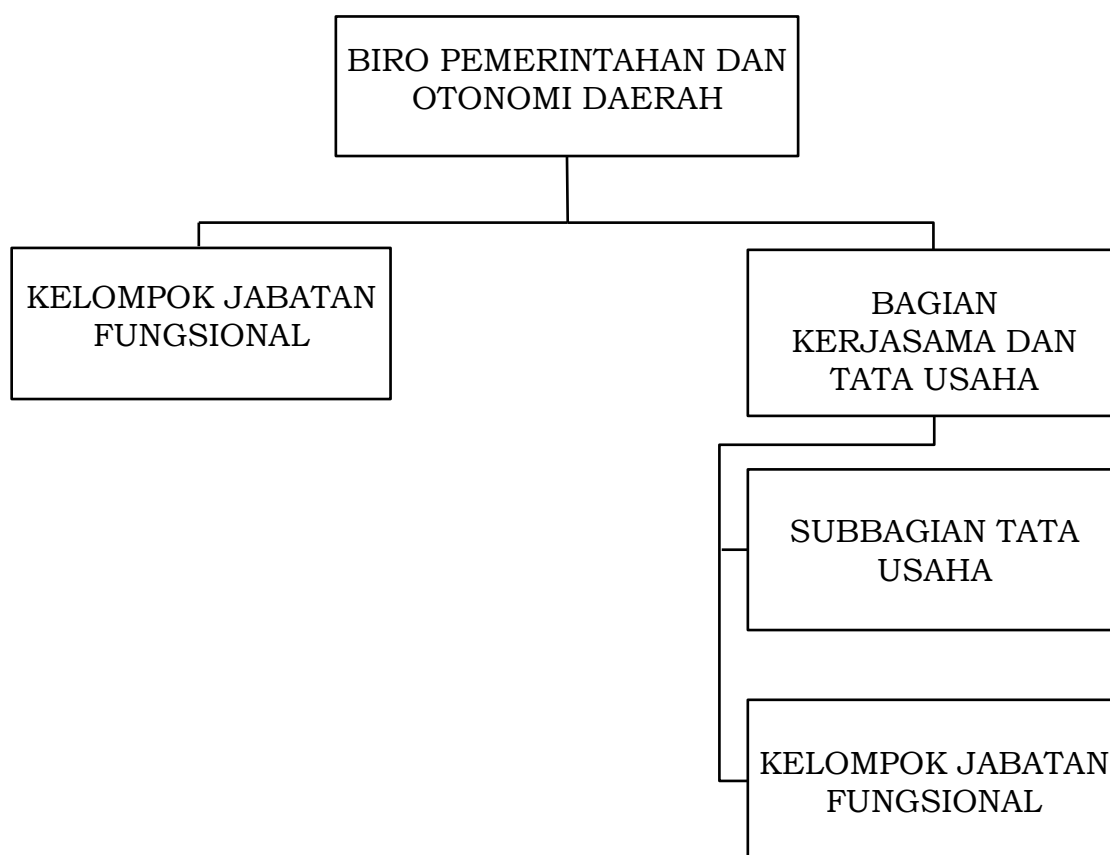 BIRO PEMERINTAHAN DAN
OTONOMI DAERAH
KELOMPOK JABATAN
FUNGSIONAL
BAGIAN
KERJASAMA DAN
TATA USAHA
SUBBAGIAN TATA
USAHA
KELOMPOK JABATAN
FUNGSIONAL